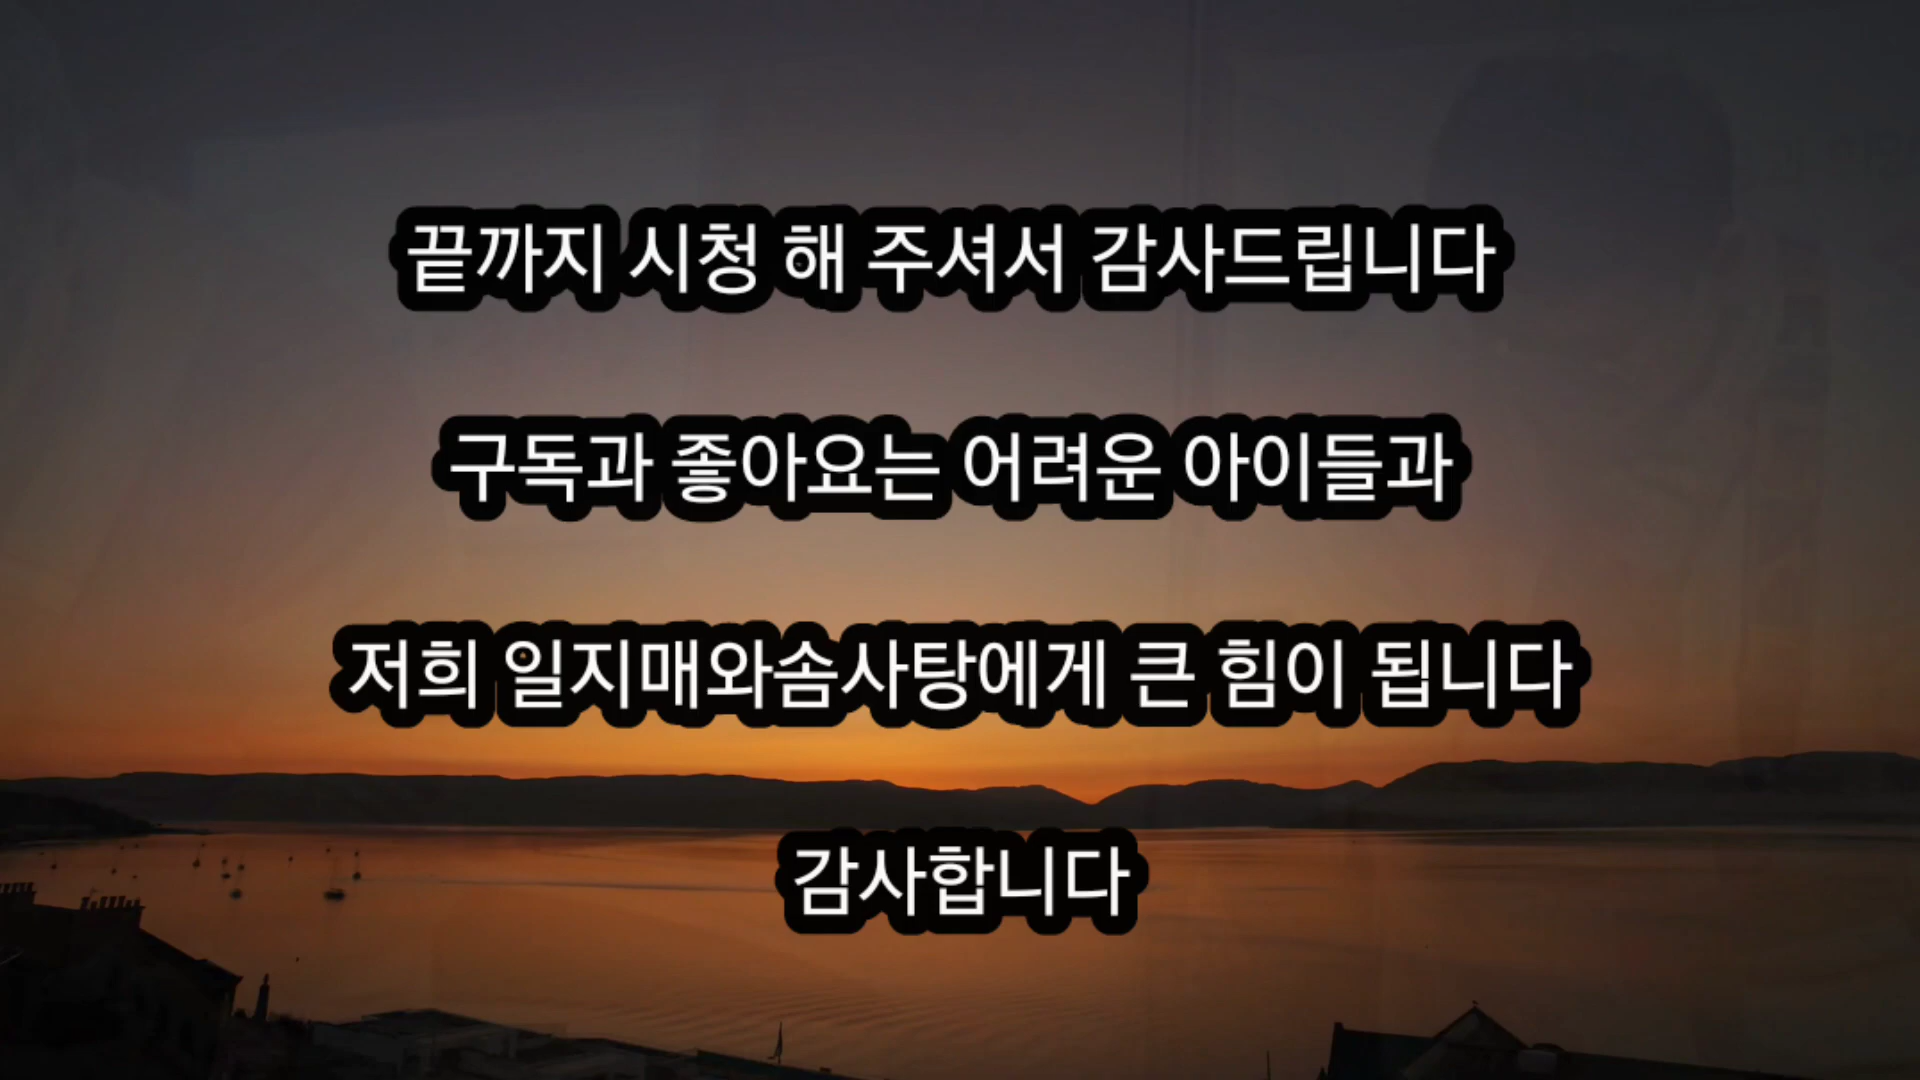 끝까지 시청 해 주셔서 감사드립니다
구독과 좋아요는 어려운 아이들과
저희 일지매와솜사탕에게 큰 힘이 됩니다
감사합니다